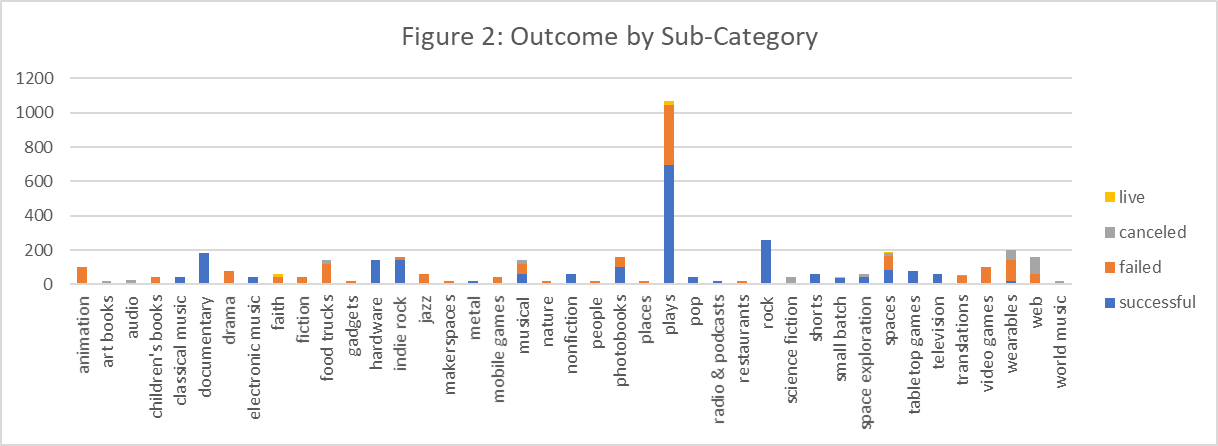 Figure 2: Outcome by Sub-Category
1200
1000
800
600
400
200
0
animation
art books
audio
children's books
classical music
documentary
drama
electronic music
faith
fiction
food trucks
gadgets
hardware
indie rock
jazz
makerspaces
metal
mobile games
musical
nature
nonfiction
people
photobooks
places
plays
pop
radio & podcasts
restaurants
rock
science fiction
shorts
small batch
space exploration
spaces
tabletop games
television
translations
video games
wearables
web
world music
live
canceled
failed
successful